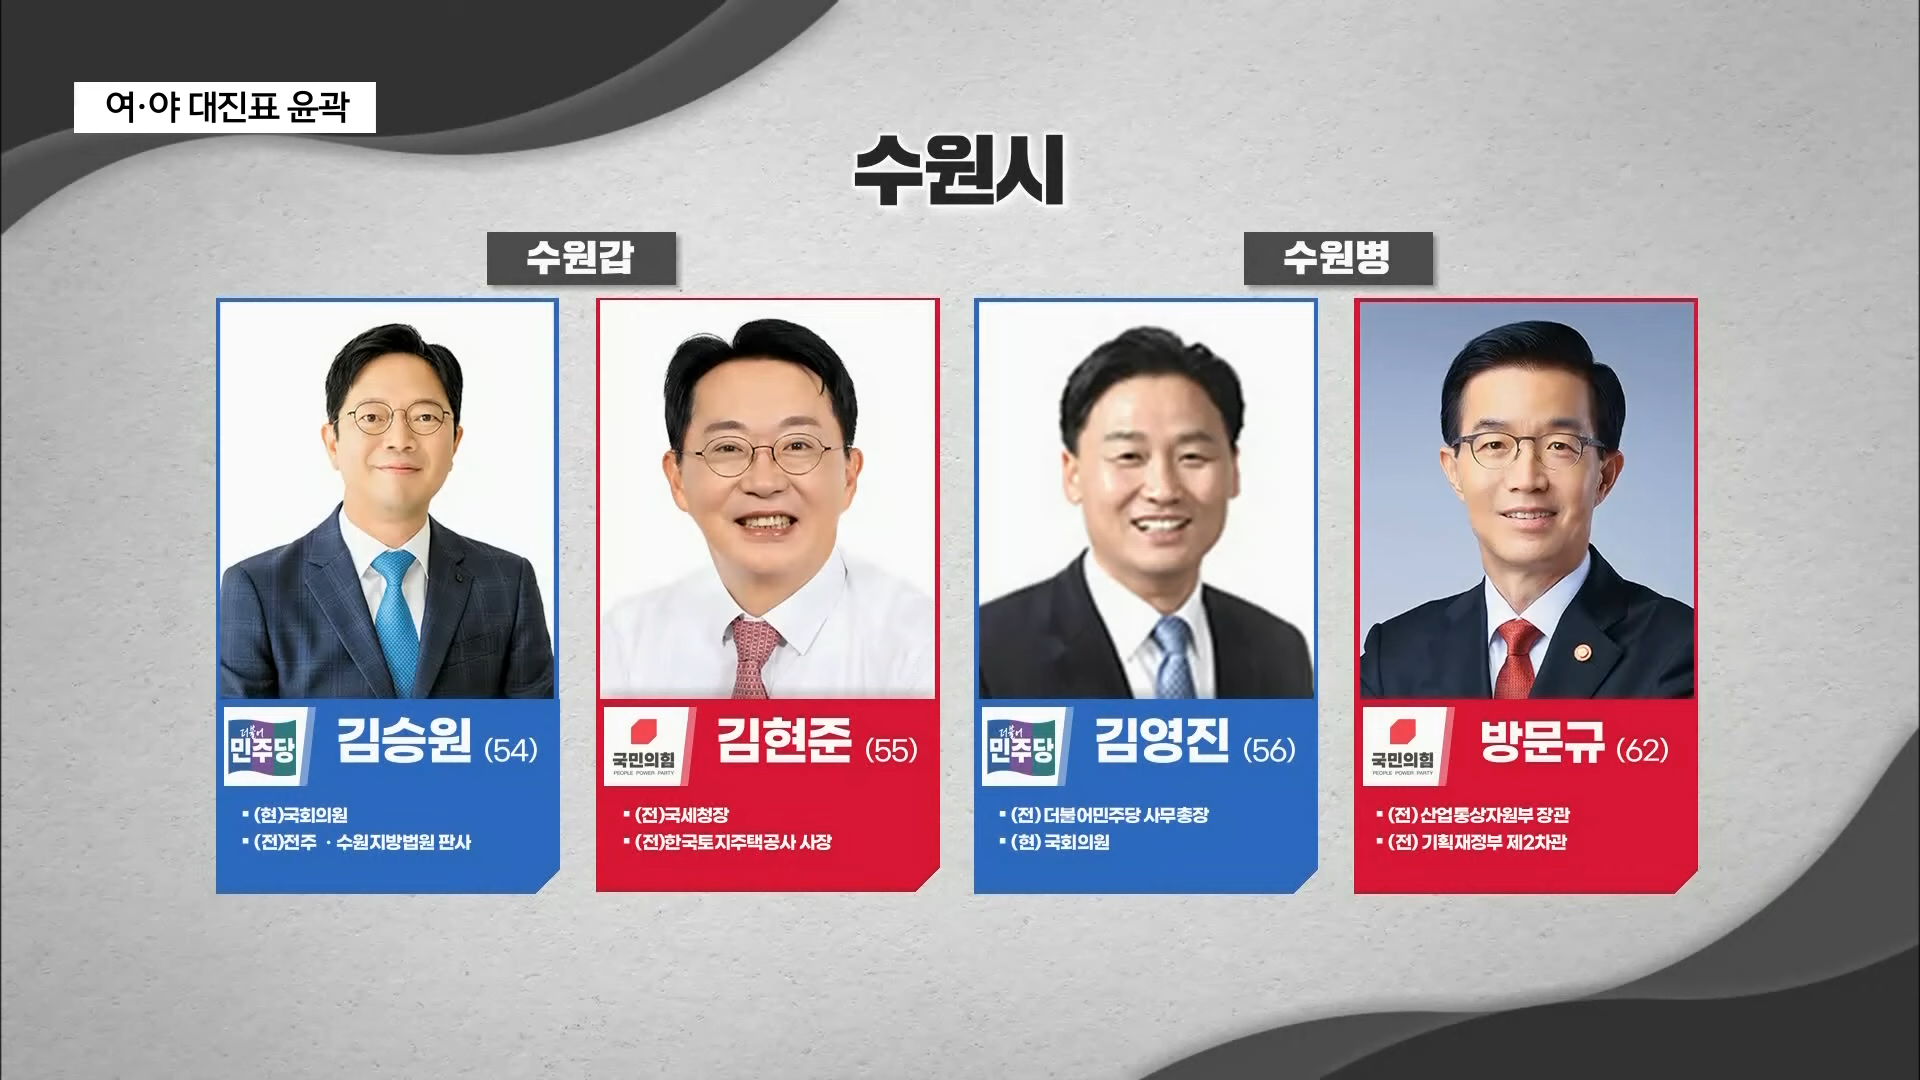 여·야 대진표 윤곽
수원시
수원갑
수원병
더불어
민주당
김승원 (54)
▪ (현)국회의원
▪ (전)전주 · 수원지방법원 판사
국민의힘
PEOPLE POWER PARTY
김현준 (55)
▪ (전)국세청장
▪ (전)한국토지주택공사 사장
더불어
민주당
김영진 (56)
▪ (전) 더불어민주당 사무총장
▪ (현) 국회의원
국민의힘
PEOPLE POWER PARTY
방문규 (62)
▪ (전) 산업통상자원부 장관
▪ (전) 기획재정부 제2차관